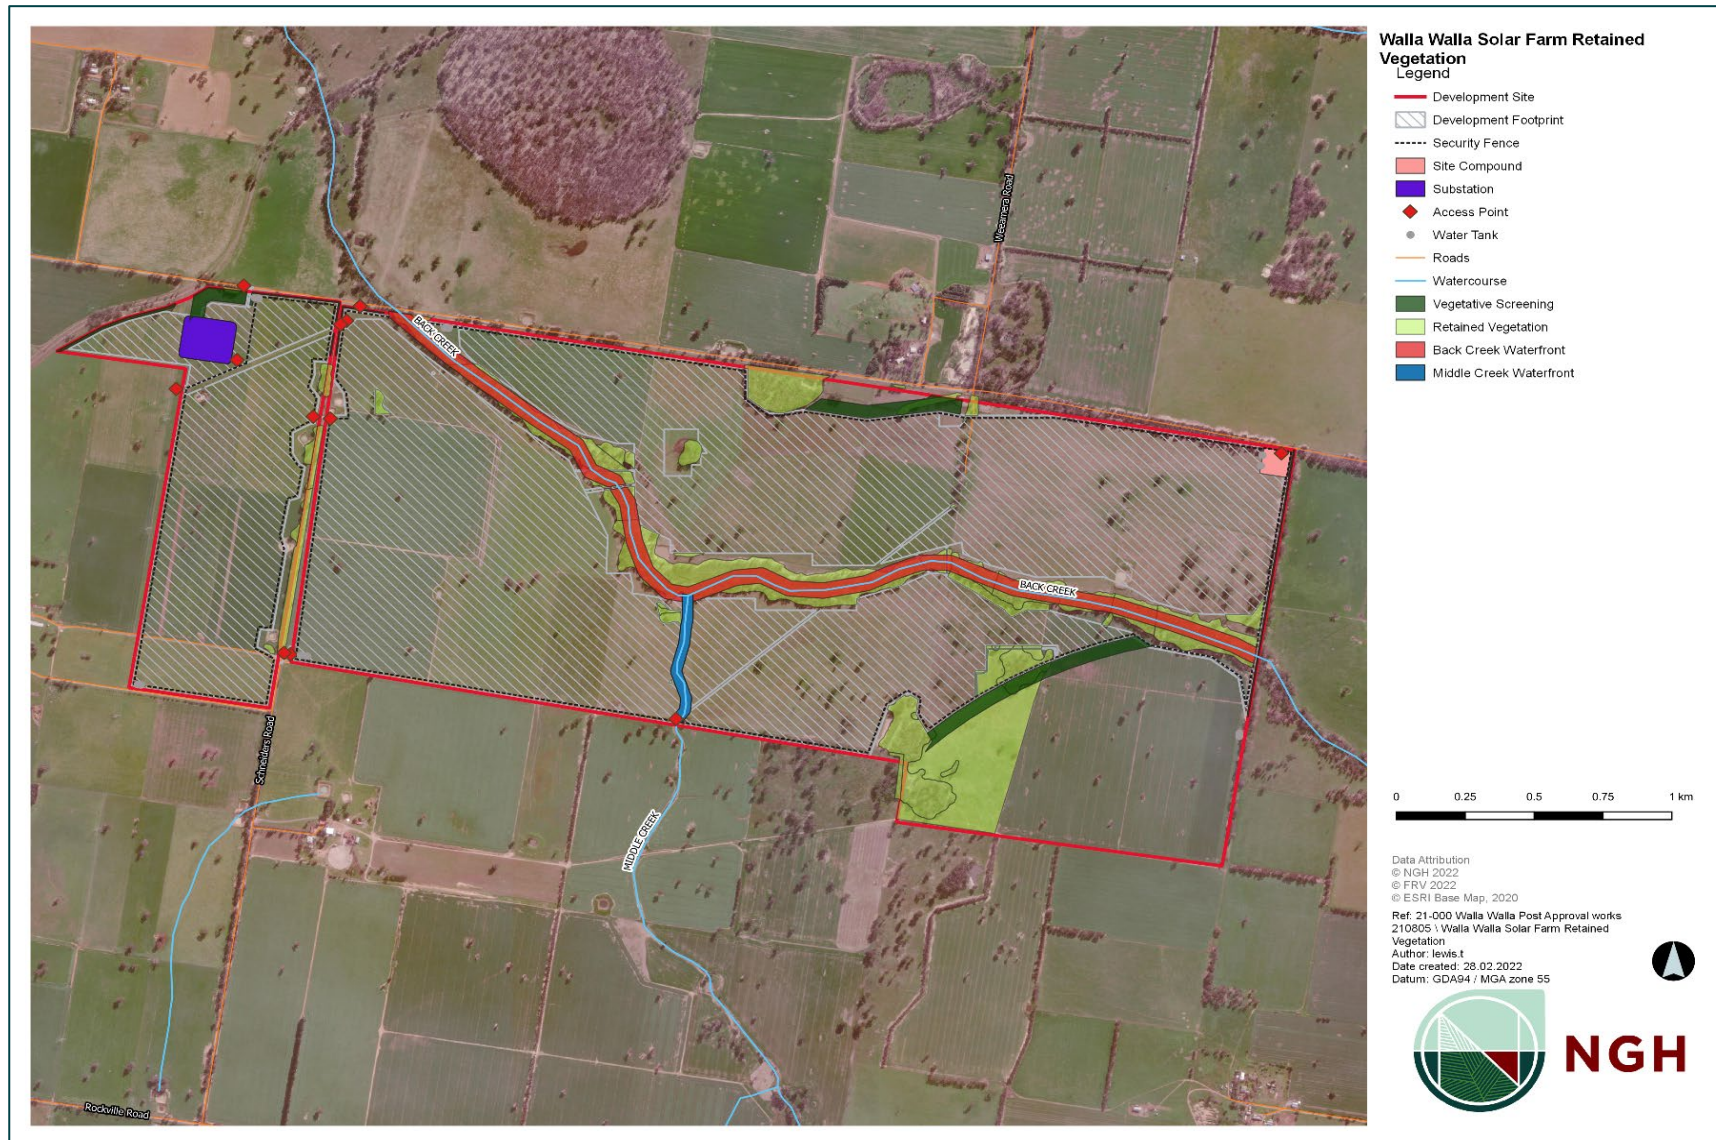 Walla Walla Solar Farm Retained
Vegetation
Legend
Development Site
Development Footprint
Security Fence
Site Compound
Substation
Access Point
Water Tank
Roads
Watercourse
Vegetative Screening
Retained Vegetation
Back Creek Waterfront
Middle Creek Waterfront
Weeamera Road
BACK CREEK
BACK CREEK
Schneiders Road
MIDDLE CREEK
Rockville Road
0 0.25 0.5 0.75 1 km
Data Attribution
© NGH 2022
© FRV 2022
© ESRI Base Map, 2020
Ref: 21-000 Walla Walla Post Approval works
210805 \ Walla Walla Solar Farm Retained
Vegetation
Author: lewis.t
Date created: 28.02.2022
Datum: GDA94 / MGA zone 55
NGH